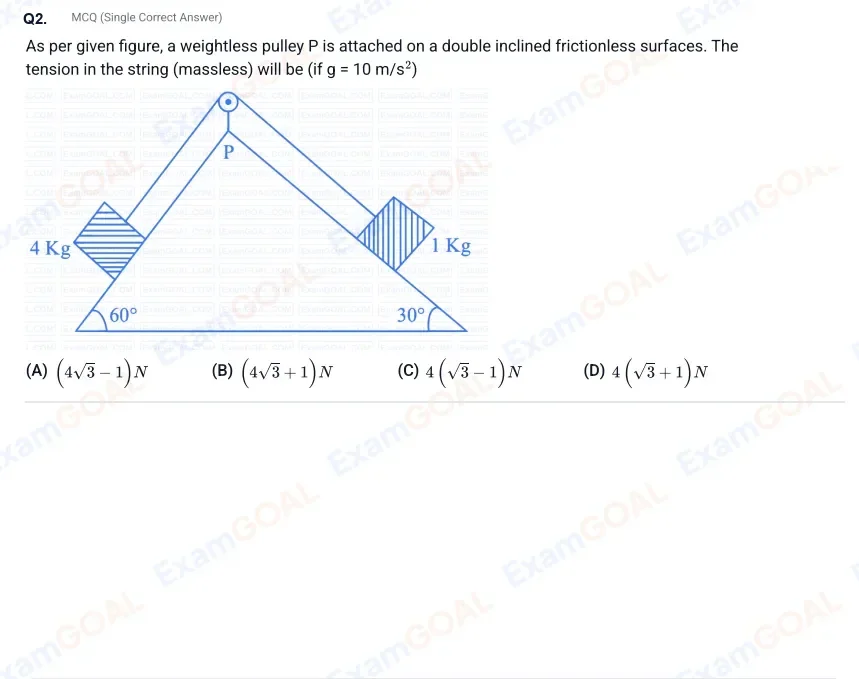 Q2. MCQ (Single Correct Answer)
As per given figure, a weightless pulley P is attached on a double inclined frictionless surfaces. The
tension in the string (massless) will be (if g = 10 m/s²)
P
4 Kg
1 Kg
60°
30°
(A) (4√3 − 1) N (B) (4√3 + 1) N (C) 4 (√3 − 1) N (D) 4 (√3 + 1) N
ExamGOAL